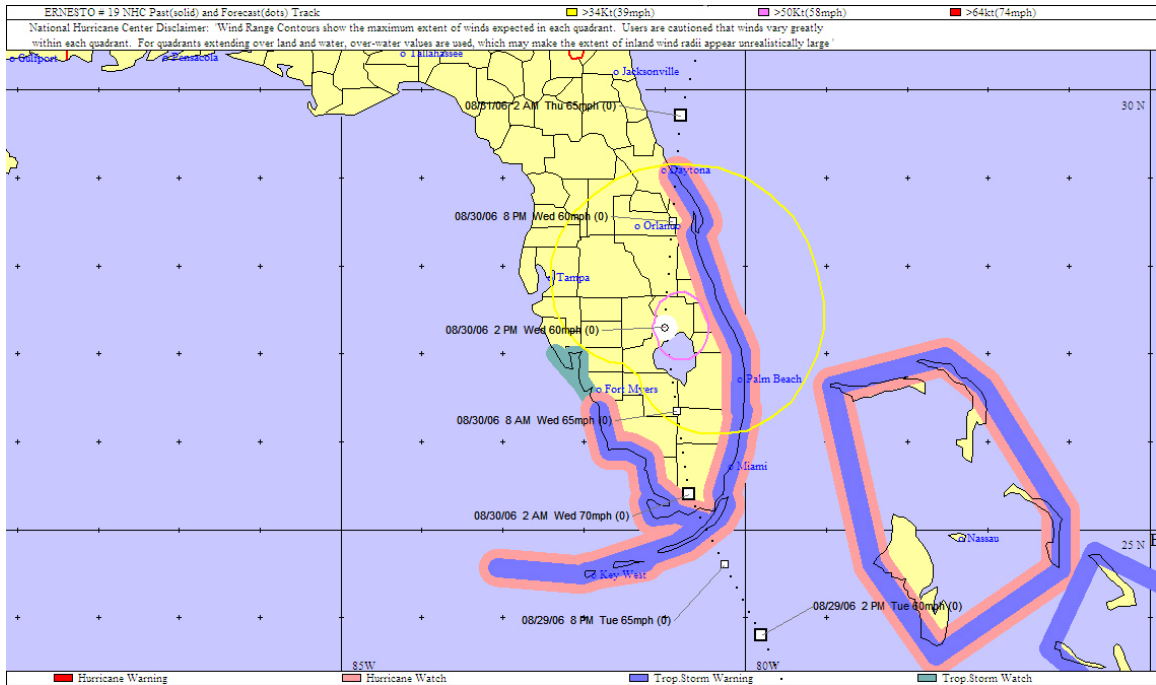 ERNESTO # 19 NHC Past(solid) and Forecast(dots) Track >34Kt(39mph) >50Kt(58mph) >64kt(74mph)
National Hurricane Center Disclaimer: 'Wind Range Contours show the maximum extent of winds expected in each quadrant. Users are cautioned that winds vary greatly
within each quadrant. For quadrants extending over land and water, over-water values are used, which may make the extent of inland wind radii appear unrealistically large '
Gulfport Pensacola Tallahassee
Jacksonville
08/31/06 2 AM Thu 65mph (0) 30 N
Daytona
08/30/06 8 PM Wed 60mph (0)
Orlando
Tampa
08/30/06 2 PM Wed 60mph (0)
Palm Beach
Fort Myers
08/30/06 8 AM Wed 65mph (0)
Miami
08/30/06 2 AM Wed 70mph (0)
Nassau
25 N
Key West
08/29/06 2 PM Tue 60mph (0)
08/29/06 8 PM Tue 65mph (0)
85W 80W
Hurricane Warning Hurricane Watch Trop.Storm Warning Trop.Storm Watch